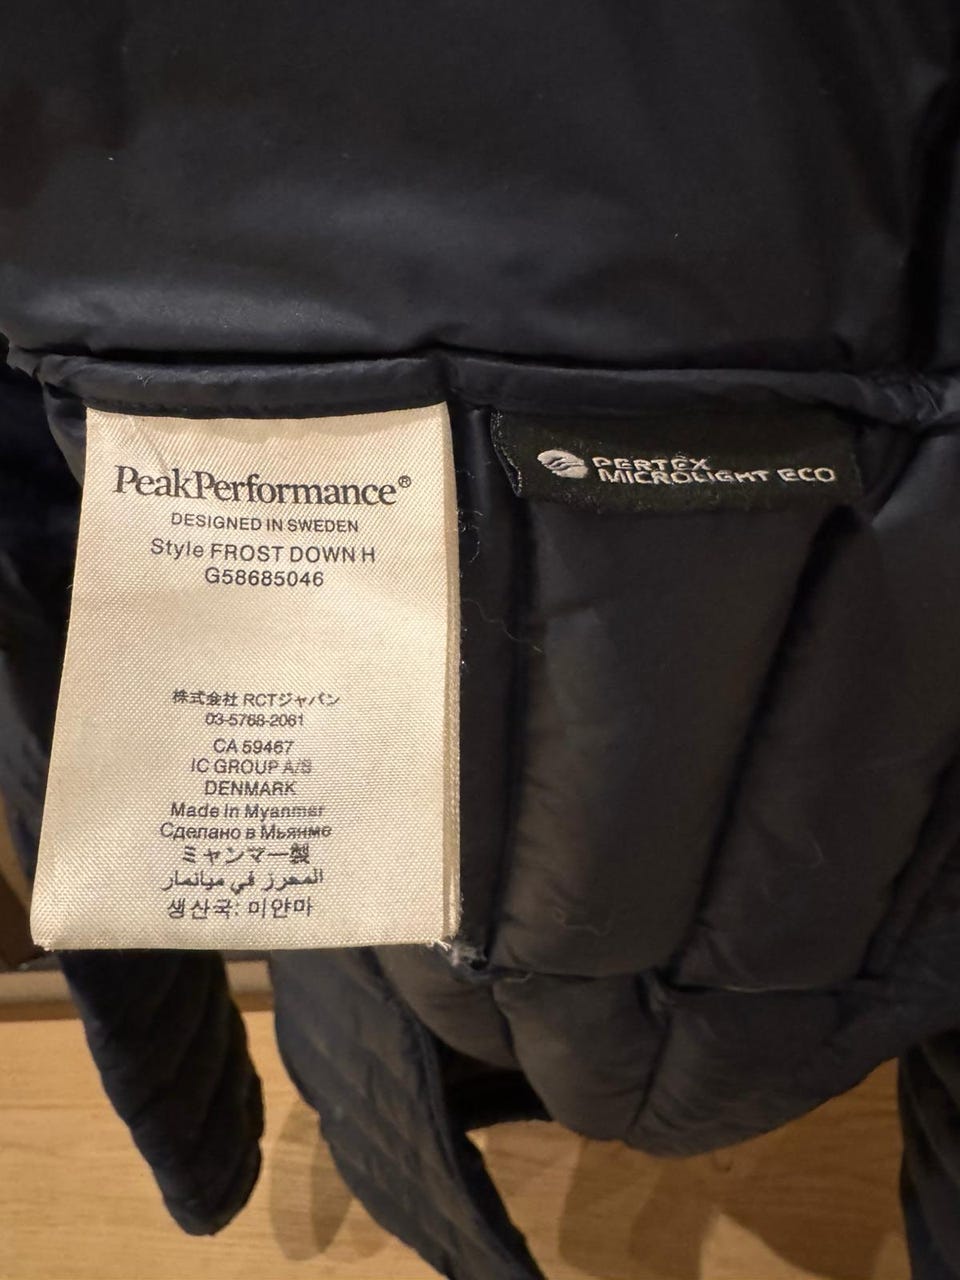 PeakPerformance®
DESIGNED IN SWEDEN
Style FROST DOWN H
G58685046
株式会社 RCTジャパン
03-5768-2061
CA 59467
IC GROUP A/S
DENMARK
Made in Myanmar
Сделано в Мьянме
ミャンマー製
المحرز في ميانمار
생산국: 미얀마
PERTEX
MICROLIGHT ECO